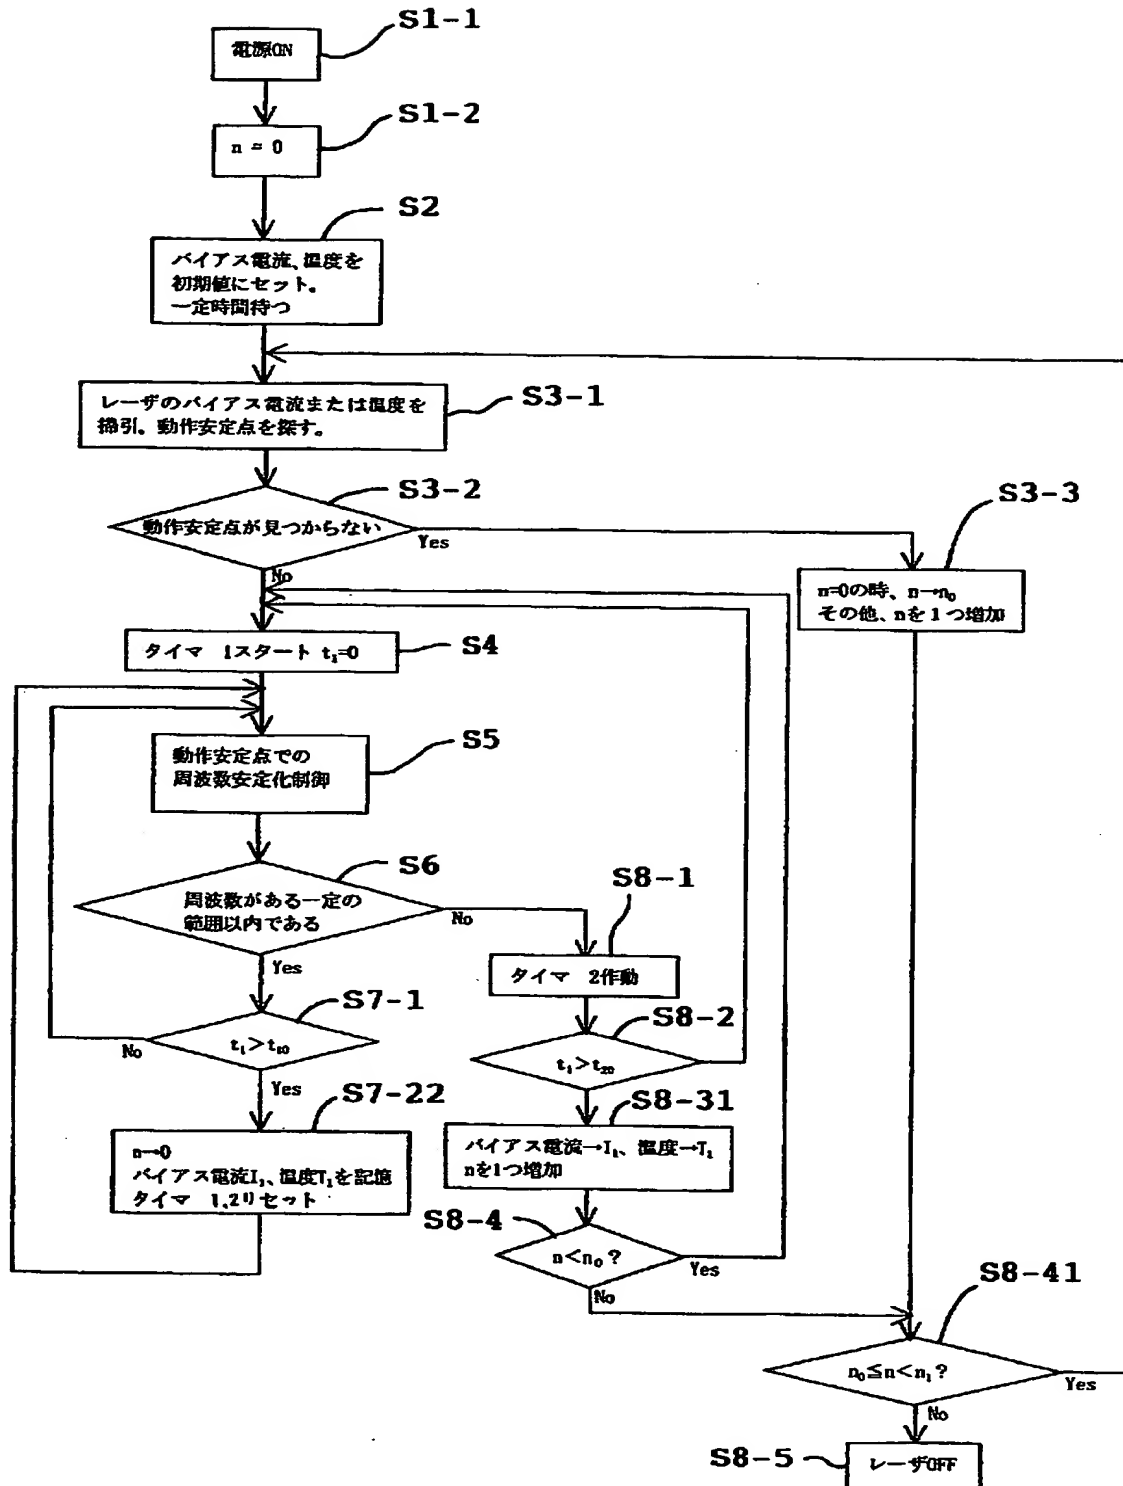 S1-1
電源ON
S1-2
n = 0
S2
バイアス電流、温度を
初期値にセット。
一定時間待つ
S3-1
レーザのバイアス電流または温度を
掃引。動作安定点を探す。
S3-2
動作安定点が見つからない
Yes
No
S3-3
n=0の時、n→n₀
その他、nを1つ増加
S4
タイマ 1スタート t₁=0
S5
動作安定点での
周波数安定化制御
S6
周波数がある一定の
範囲以内である
No
Yes
S8-1
タイマ 2作動
S7-1
t₁>t₁₀
No
Yes
S8-2
t₁>t₂₀
S7-22
n→0
バイアス電流I₁、温度T₁を記憶
タイマ 1,2リセット
S8-31
バイアス電流→I₁、温度→T₁
nを1つ増加
S8-4
n<n₀?
Yes
No
S8-41
n₀≦n<n₁?
Yes
No
S8-5
レーザOFF